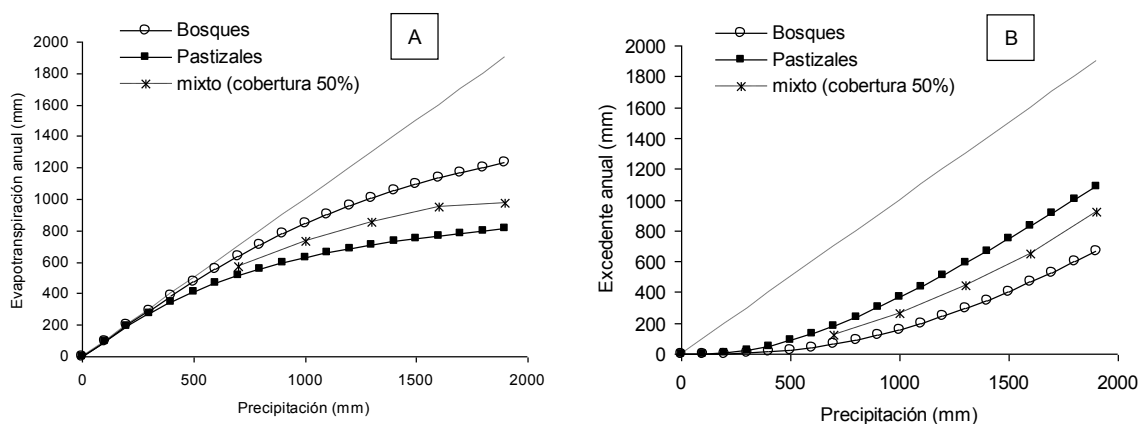 Bosques
Pastizales
mixto (cobertura 50%)
A
2000
1800
1600
1400
1200
1000
800
600
400
200
0
Evapotranspiración anual (mm)
0 500 1000 1500 2000
Precipitación (mm)
Bosques
Pastizales
mixto (cobertura 50%)
B
2000
1800
1600
1400
1200
1000
800
600
400
200
0
Excedente anual (mm)
0 500 1000 1500 2000
Precipitación (mm)